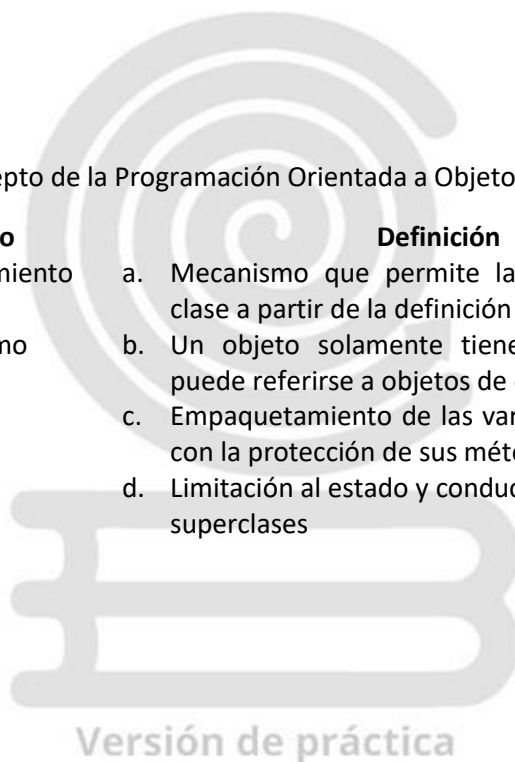 epto de la Programación Orientada a Objeto
o Definición
miento a. Mecanismo que permite la
clase a partir de la definición
mo b. Un objeto solamente tiene
puede referirse a objetos de
c. Empaquetamiento de las var
con la protección de sus mét
d. Limitación al estado y conduc
superclases
Versión de práctica